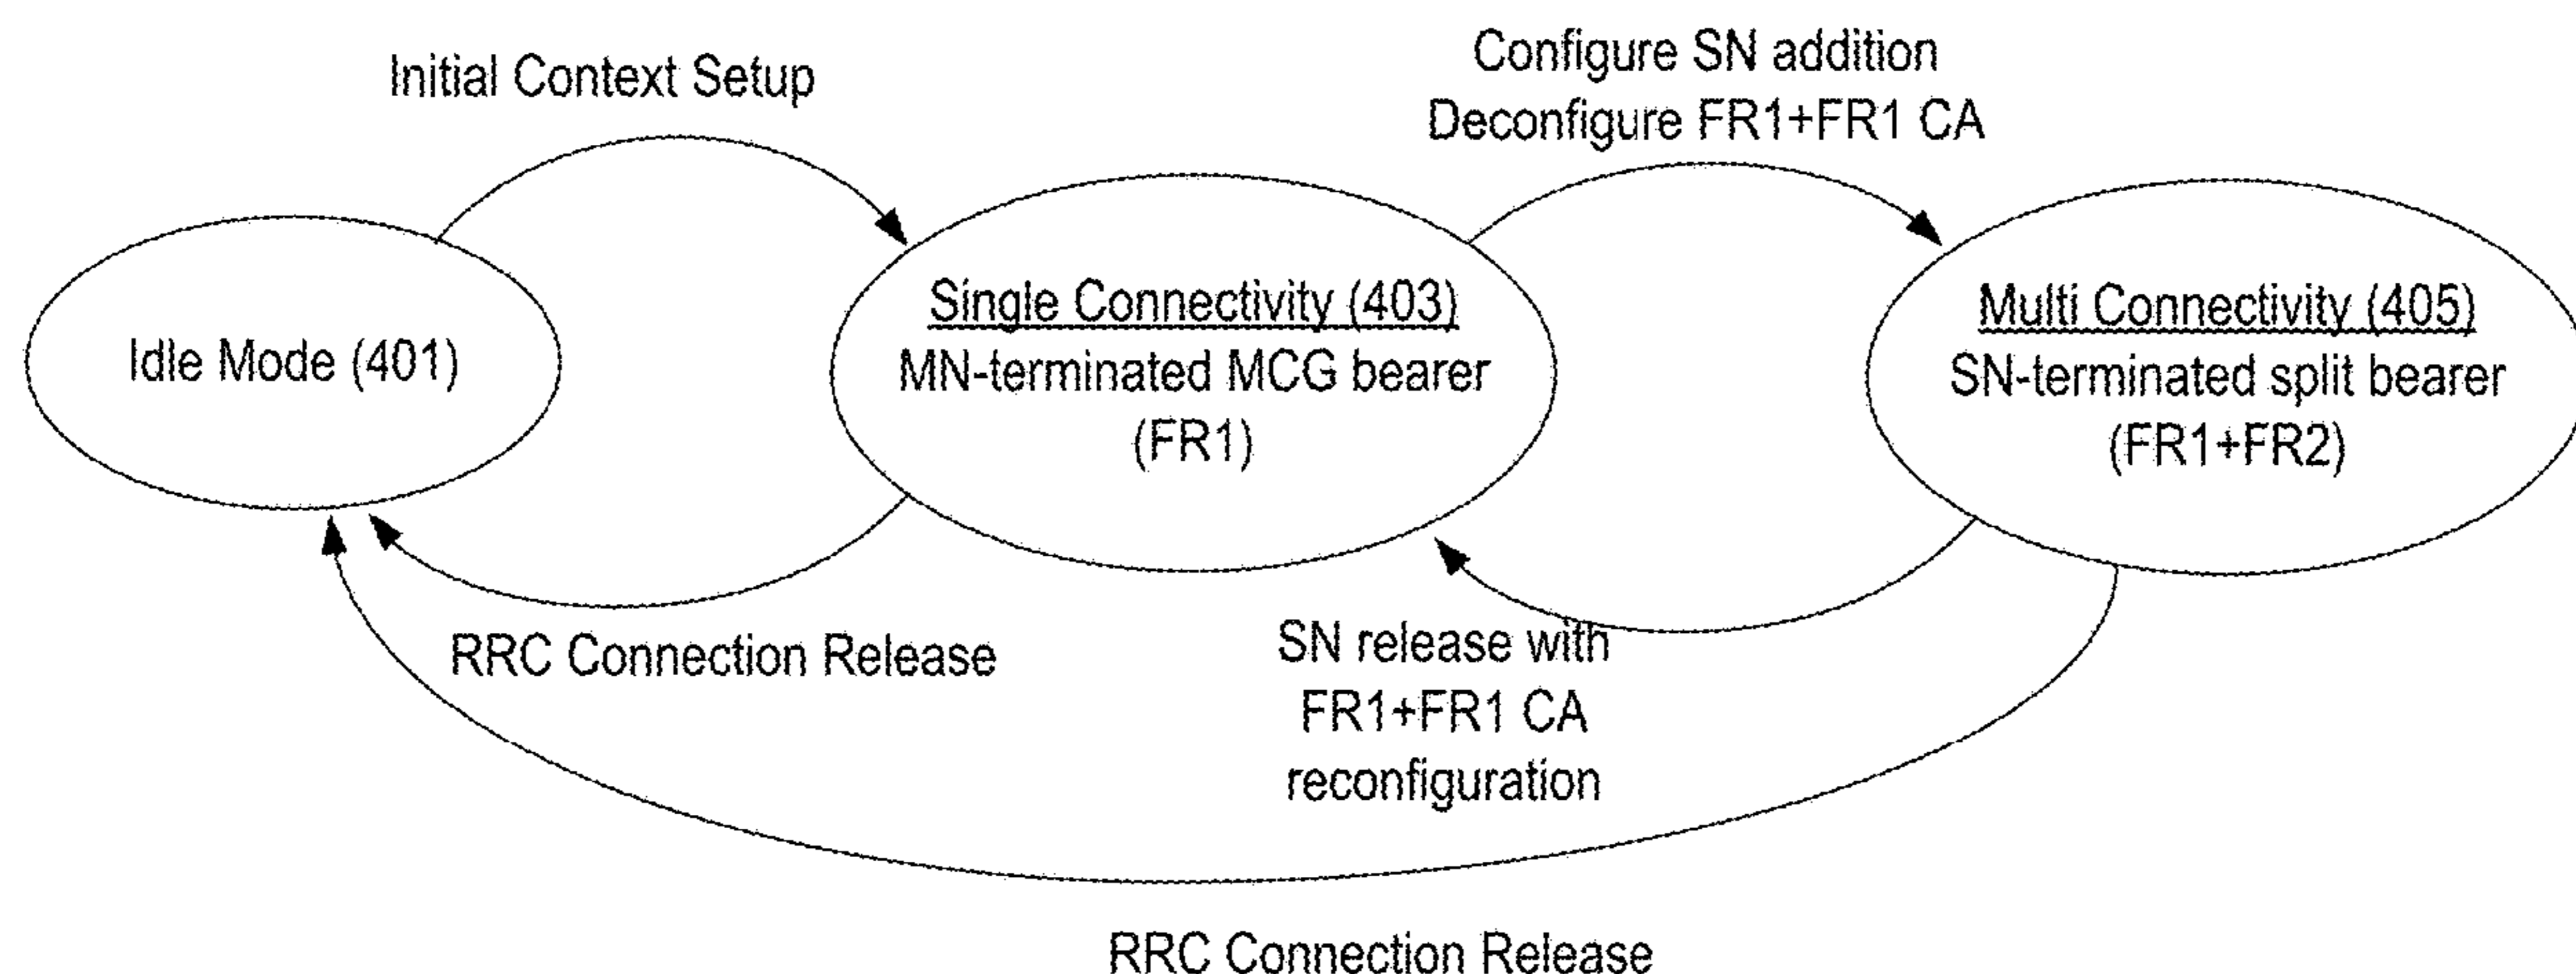 Initial Context Setup
Configure SN addition
Deconfigure FR1+FR1 CA
Idle Mode (401)
Single Connectivity (403)
MN-terminated MCG bearer
(FR1)
Multi Connectivity (405)
SN-terminated split bearer
(FR1+FR2)
RRC Connection Release
SN release with
FR1+FR1 CA
reconfiguration
RRC Connection Release